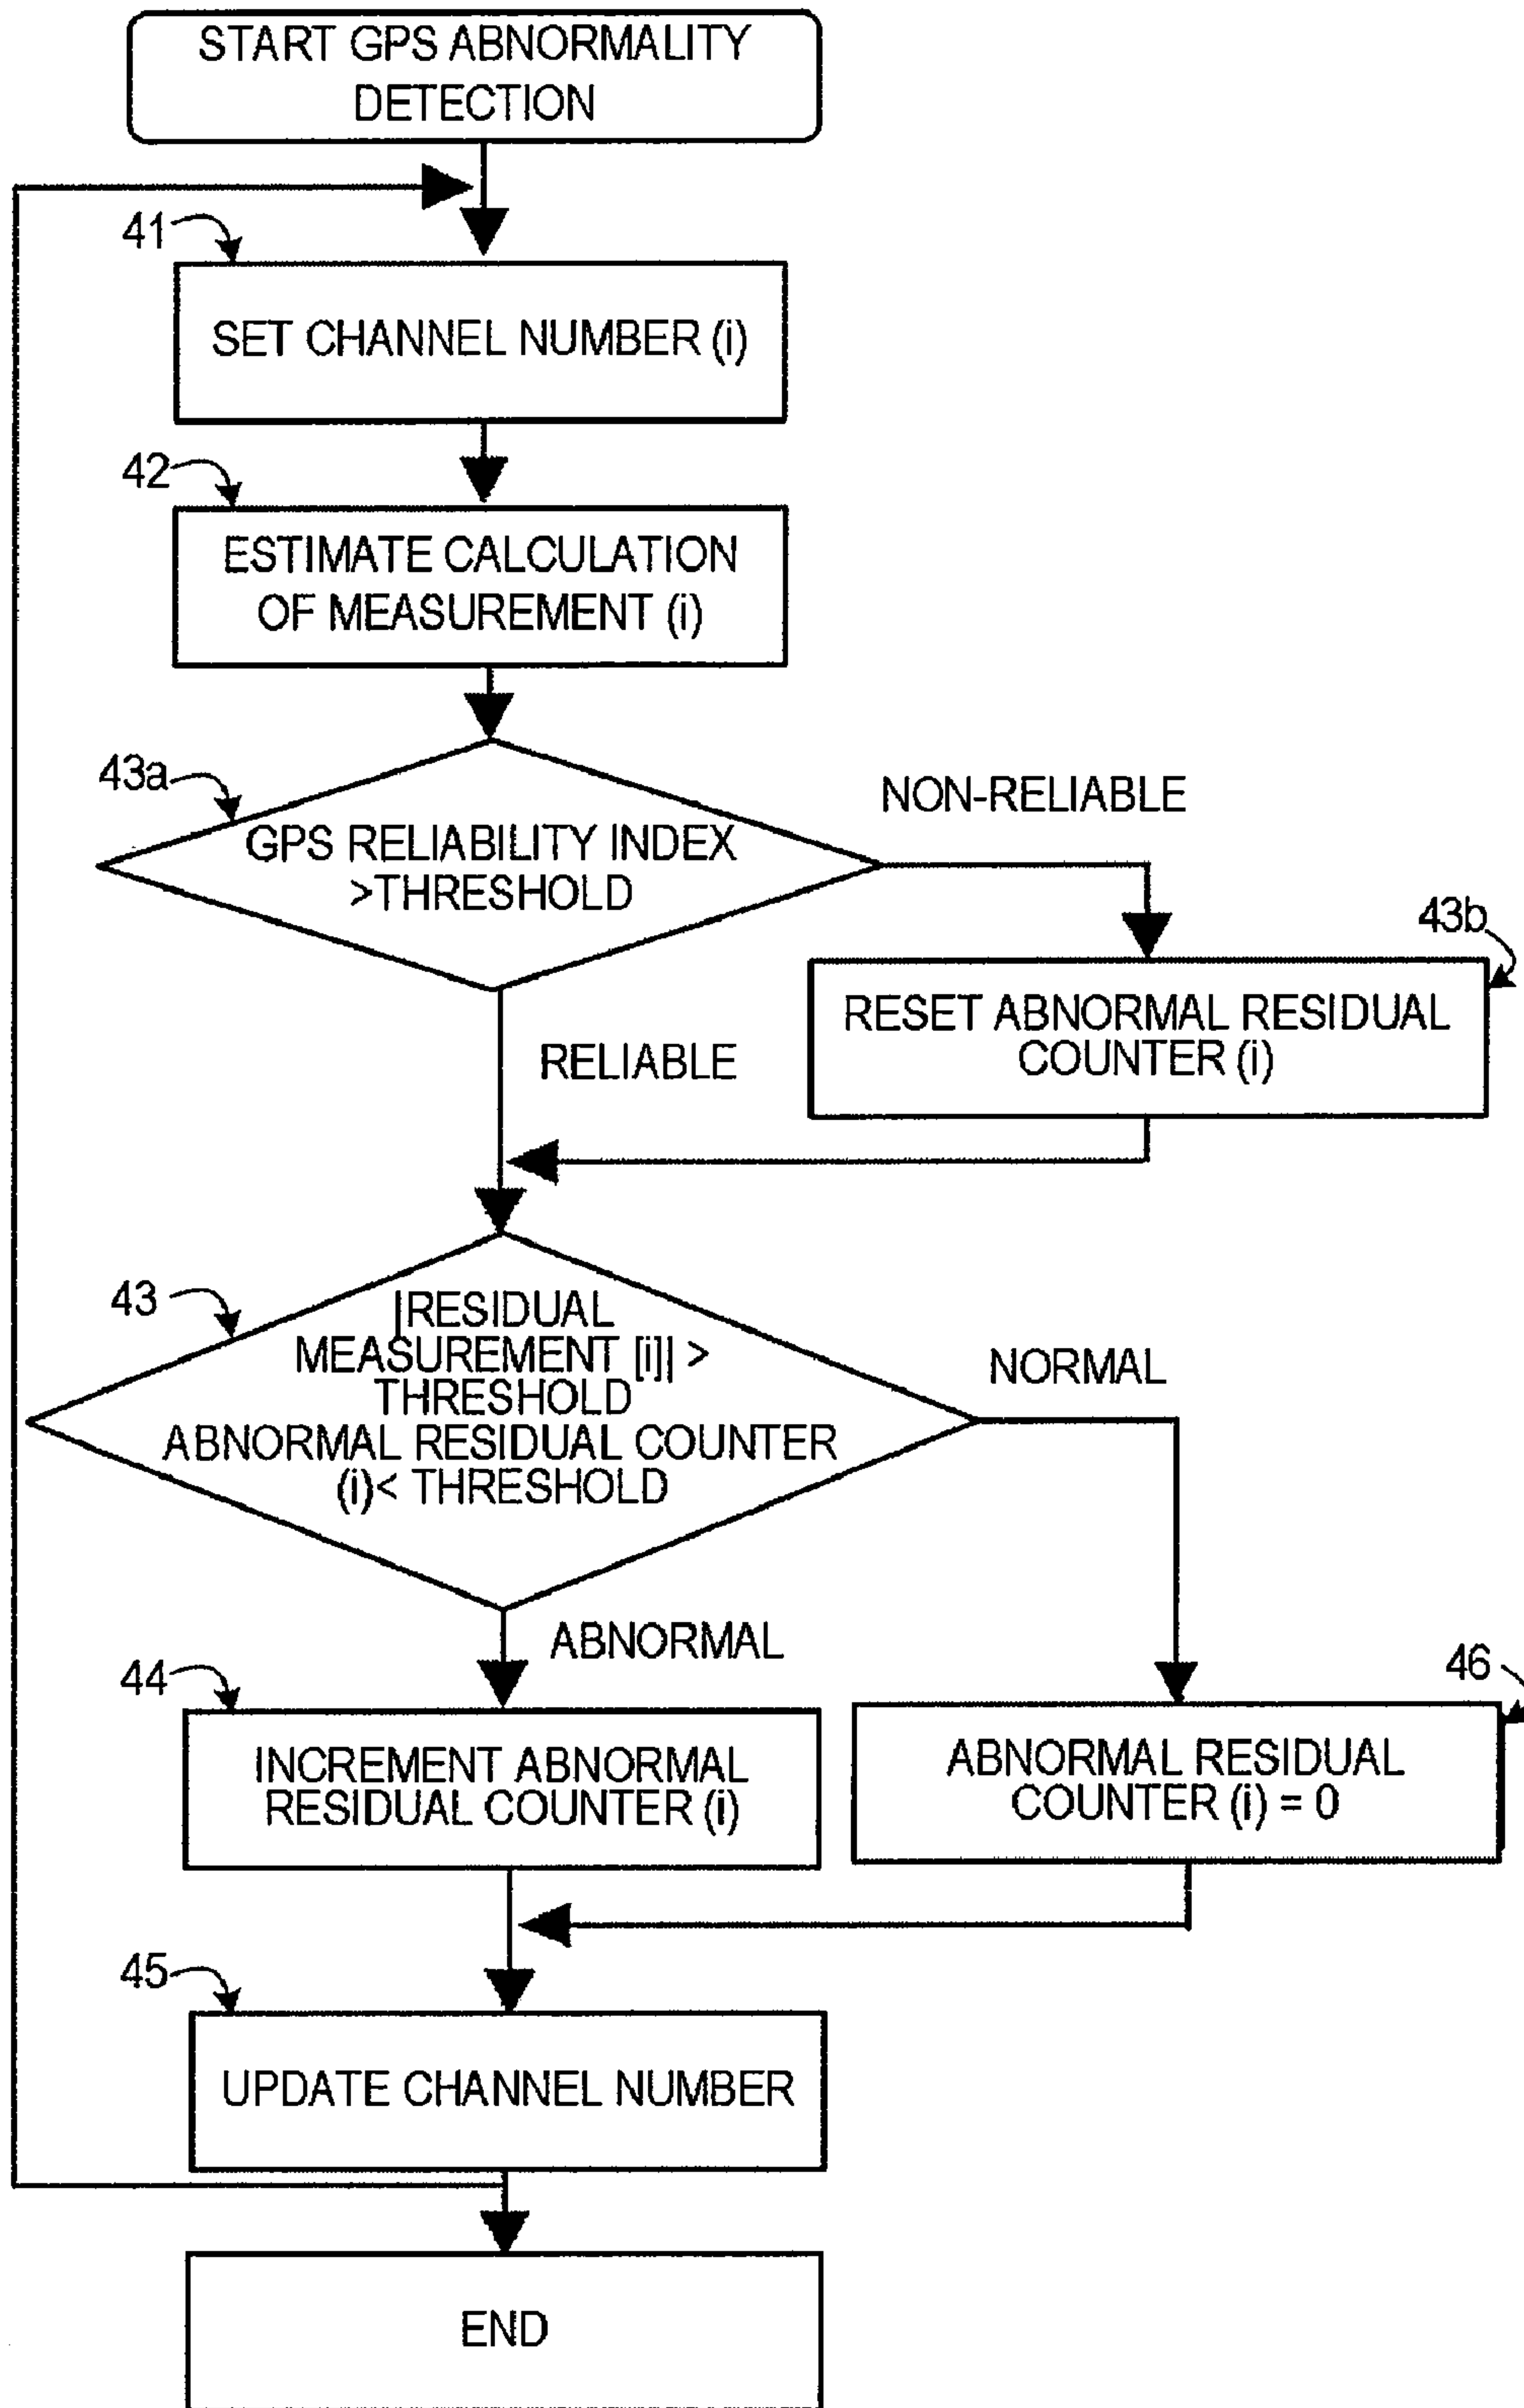 START GPS ABNORMALITY
DETECTION
41
SET CHANNEL NUMBER (i)
42
ESTIMATE CALCULATION
OF MEASUREMENT (i)
43a
GPS RELIABILITY INDEX
>THRESHOLD
NON-RELIABLE
43b
RESET ABNORMAL RESIDUAL
COUNTER (i)
RELIABLE
43
|RESIDUAL
MEASUREMENT [i]| >
THRESHOLD
ABNORMAL RESIDUAL COUNTER
(i)< THRESHOLD
NORMAL
ABNORMAL
44
INCREMENT ABNORMAL
RESIDUAL COUNTER (i)
46
ABNORMAL RESIDUAL
COUNTER (i) = 0
45
UPDATE CHANNEL NUMBER
END